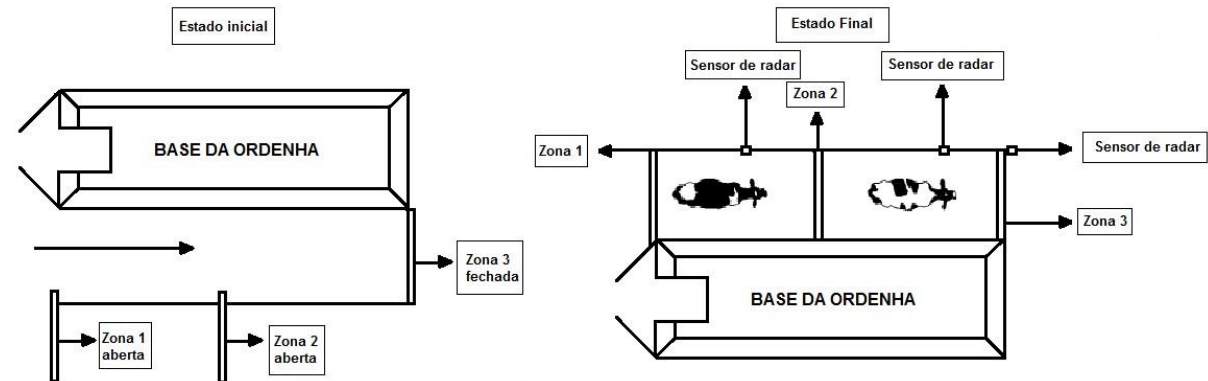 Estado inicial
BASE DA ORDENHA
Zona 3
fechada
Zona 1
aberta
Zona 2
aberta
Estado Final
Sensor de radar
Sensor de radar
Zona 2
Zona 1
Sensor de radar
Zona 3
BASE DA ORDENHA